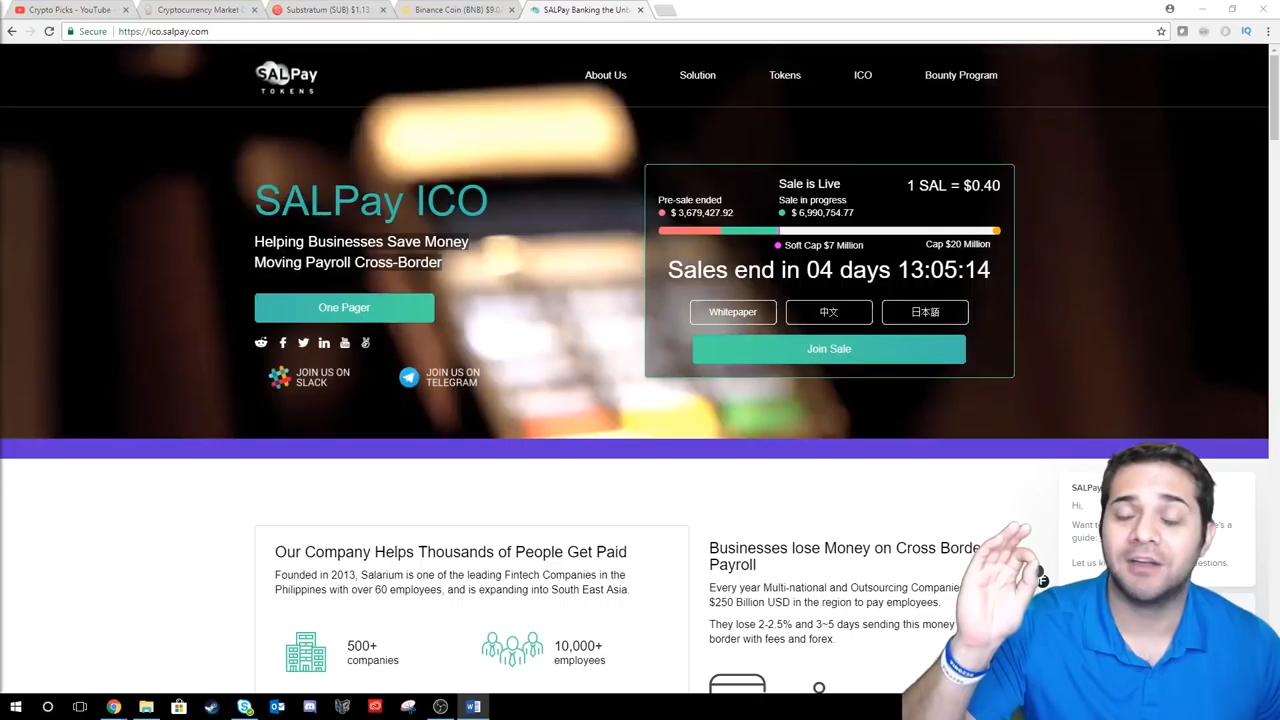 Crypto Picks - YouTube
Cryptocurrency Market C
Substratum (SUB) $1.13
Binance Coin (BNB) $9.0
SALPay Banking the Unb
Secure
https://ico.salpay.com
SALPay
TOKENS
About Us
Solution
Tokens
ICO
Bounty Program
SALPay ICO
Helping Businesses Save Money
Moving Payroll Cross-Border
One Pager
JOIN US ON
SLACK
JOIN US ON
TELEGRAM
Sale is Live
1 SAL = $0.40
Pre-sale ended
$ 3,679,427.92
Sale in progress
$ 6,990,754.77
Soft Cap $7 Million
Cap $20 Million
Sales end in 04 days 13:05:14
Whitepaper
中文
日本語
Join Sale
Our Company Helps Thousands of People Get Paid
Founded in 2013, Salarium is one of the leading Fintech Companies in the
Philippines with over 60 employees, and is expanding into South East Asia.
500+
companies
10,000+
employees
Businesses lose Money on Cross Borde
Payroll
Every year Multi-national and Outsourcing Companie
$250 Billion USD in the region to pay employees.
They lose 2-2.5% and 3~5 days sending this money
border with fees and forex.
SALPay
Hi,
Want
's a
guide:
Let us k
estions.